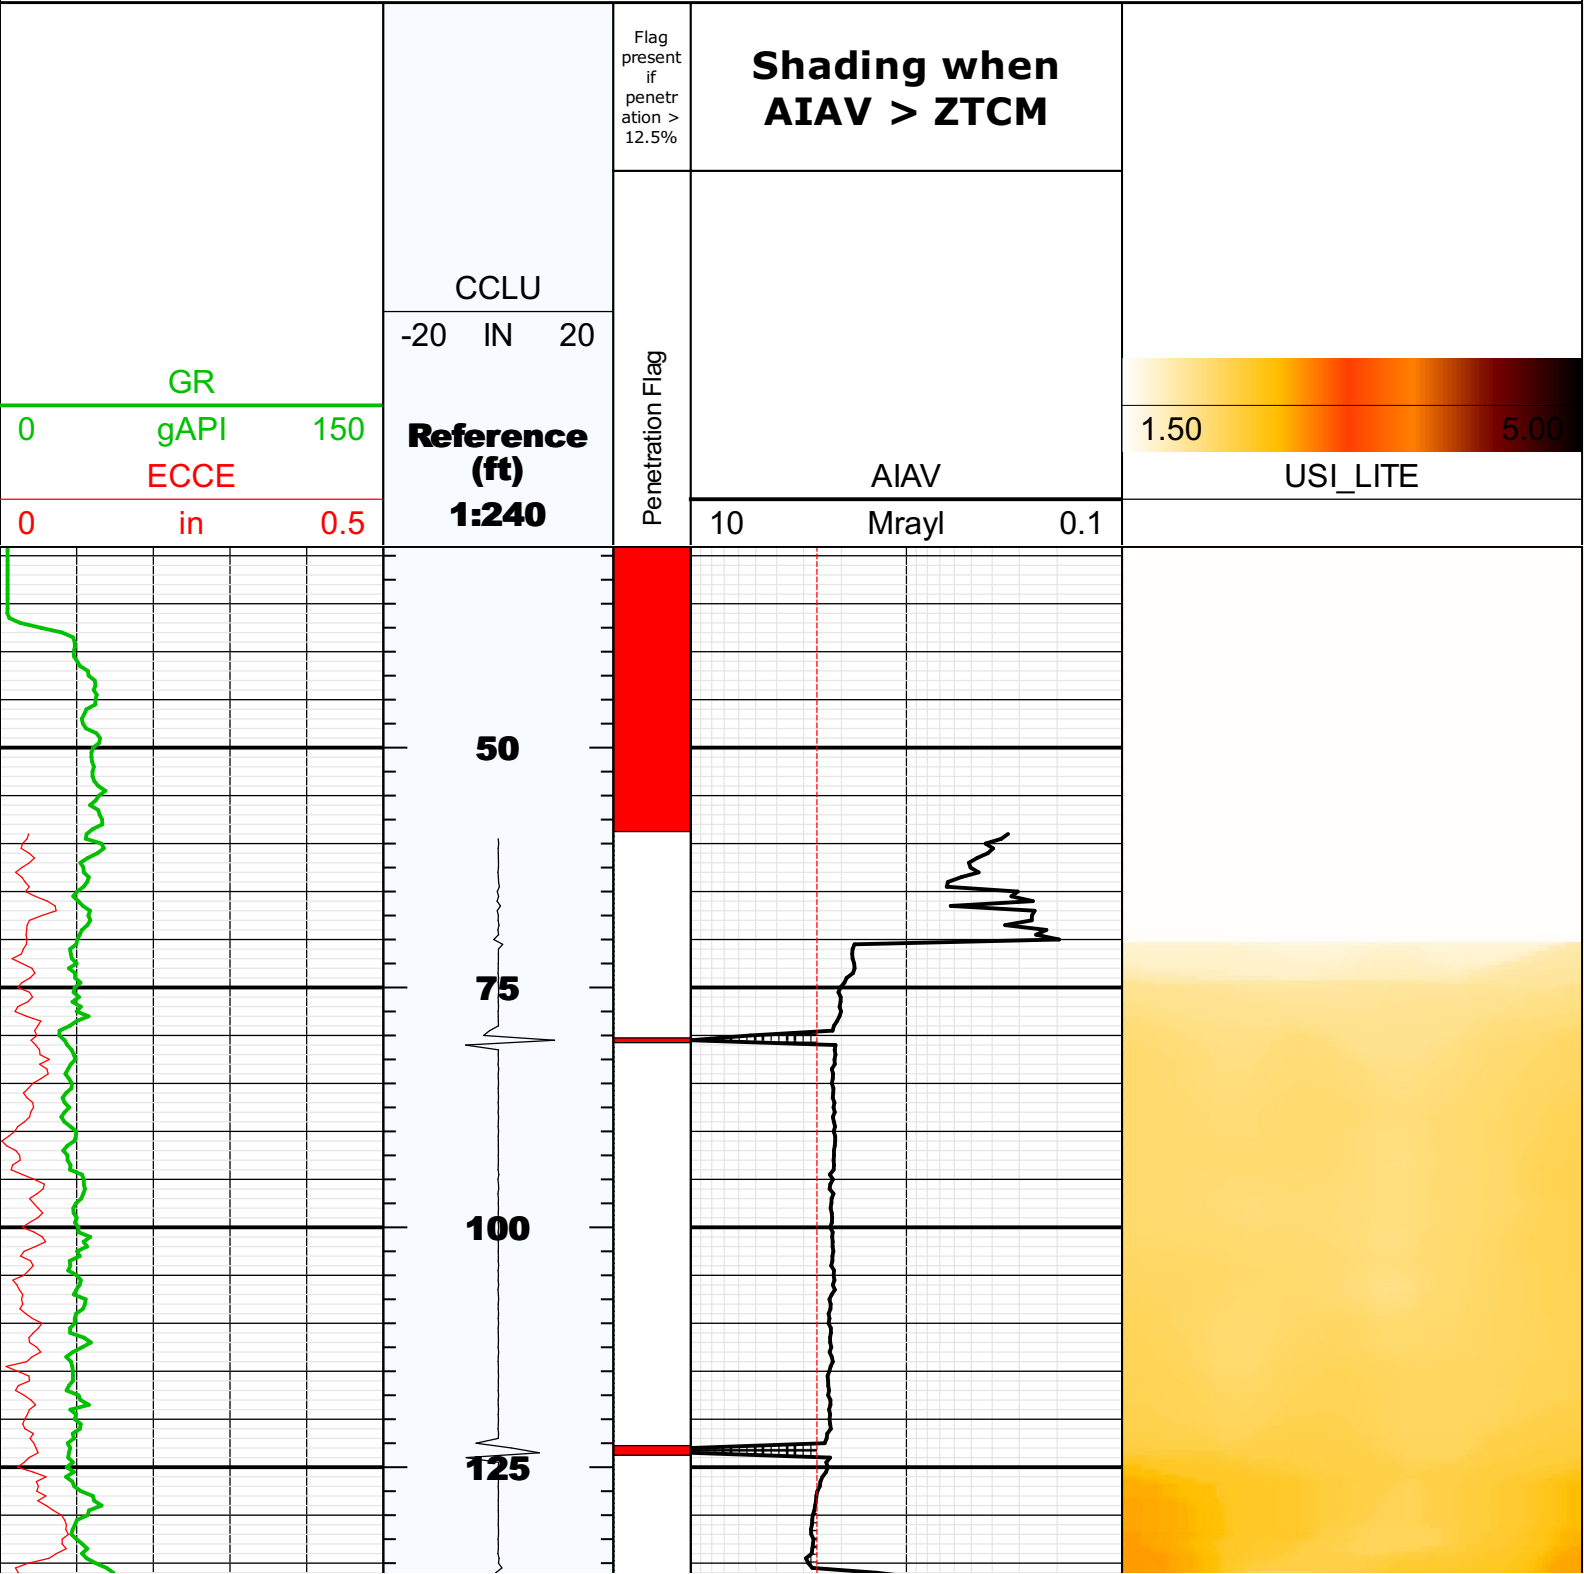 Flag
present
if
penetr
ation >
12.5%
Shading when
AIAV > ZTCM
CCLU
-20 IN 20
GR
0 gAPI 150
ECCE
0 in 0.5
Reference
(ft)
1:240
Penetration Flag
AIAV
10 Mrayl 0.1
1.50 5.00
USI_LITE
50
75
100
125